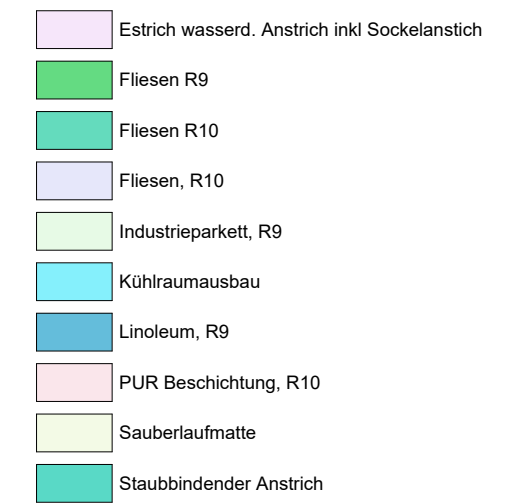 Estrich wasserd. Anstrich inkl Sockelanstich
Fliesen R9
Fliesen R10
Fliesen, R10
Industrieparkett, R9
Kühlraumausbau
Linoleum, R9
PUR Beschichtung, R10
Sauberlaufmatte
Staubbindender Anstrich